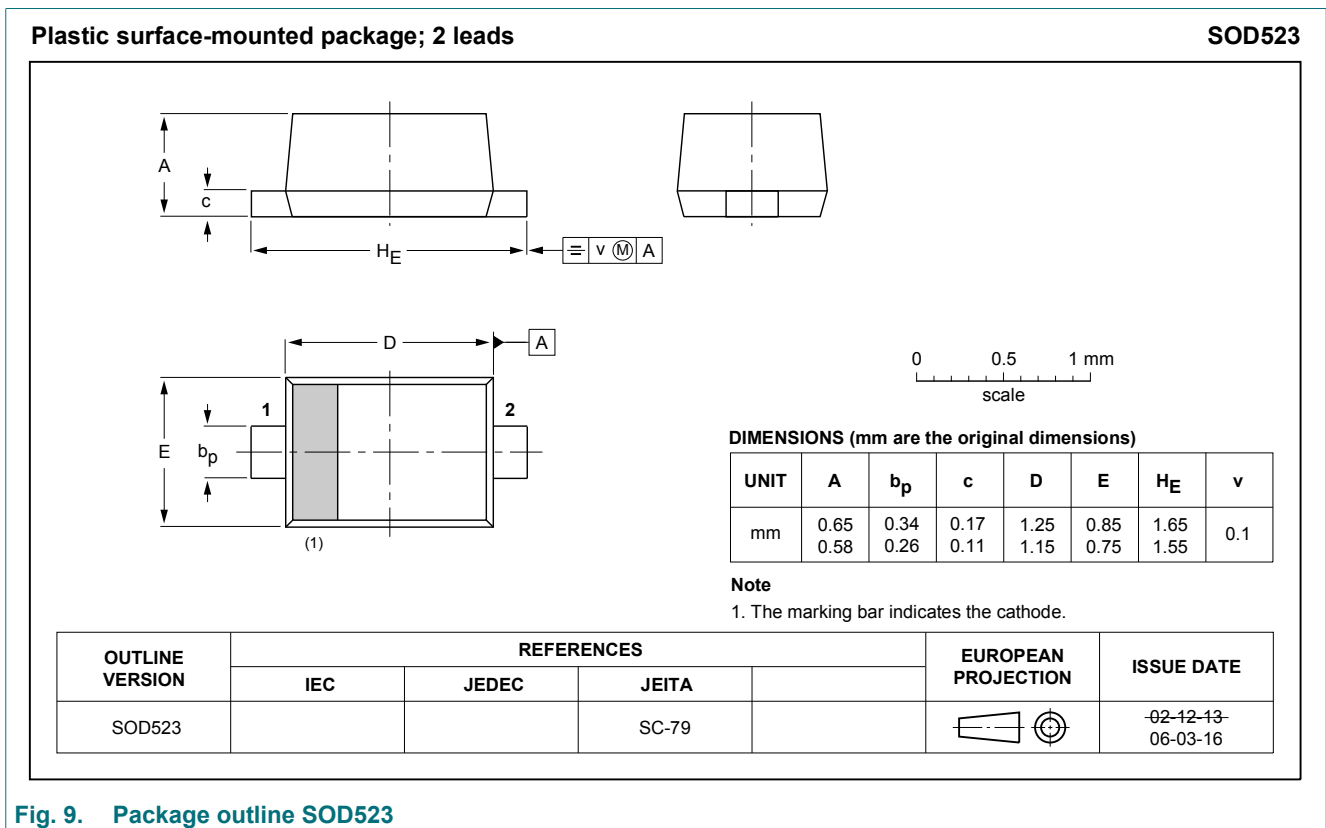 Plastic surface-mounted package; 2 leads SOD523
A
c
HE
v Ⓜ A
D
A
1
2
E
bp
(1)
0 0.5 1 mm
scale
DIMENSIONS (mm are the original dimensions)
UNIT A bp c D E HE v
mm 0.65 0.34 0.17 1.25 0.85 1.65 0.1
0.58 0.26 0.11 1.15 0.75 1.55
Note
1. The marking bar indicates the cathode.
OUTLINE VERSION REFERENCES EUROPEAN PROJECTION ISSUE DATE
IEC JEDEC JEITA
SOD523 SC-79 02-12-13
06-03-16
Fig. 9. Package outline SOD523